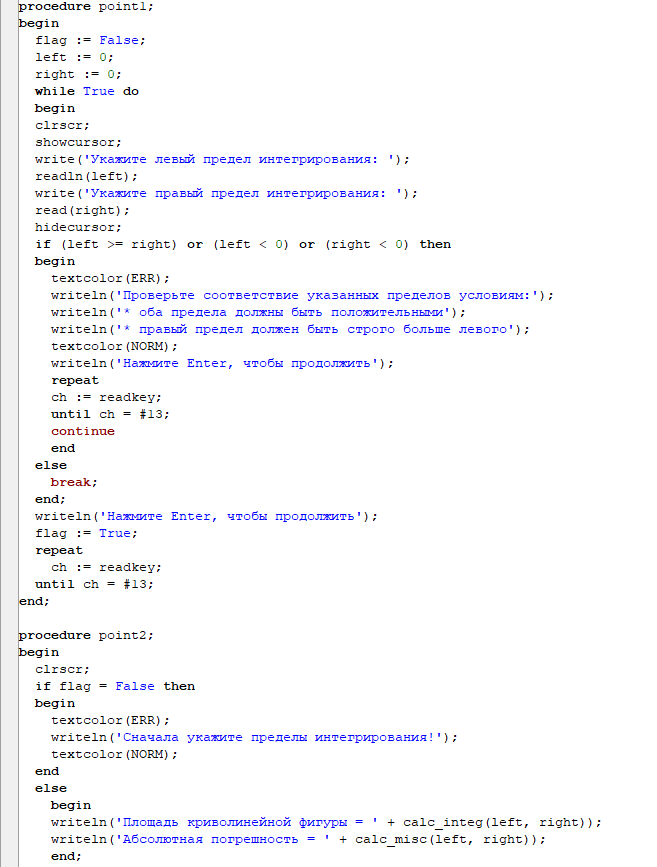 procedure point1;
begin
  flag := False;
  left := 0;
  right := 0;
  while True do
  begin
  clrscr;
  showcursor;
  write('Укажите левый предел интегрирования: ');
  readln(left);
  write('Укажите правый предел интегрирования: ');
  read(right);
  hidecursor;
  if (left >= right) or (left < 0) or (right < 0) then
  begin
    textcolor(ERR);
    writeln('Проверьте соответствие указанных пределов условиям:');
    writeln('* оба предела должны быть положительными');
    writeln('* правый предел должен быть строго больше левого');
    textcolor(NORM);
    writeln('Нажмите Enter, чтобы продолжить');
    repeat
    ch := readkey;
    until ch = #13;
    continue
    end
  else
    break;
  end;
  writeln('Нажмите Enter, чтобы продолжить');
  flag := True;
  repeat
    ch := readkey;
  until ch = #13;
end;

procedure point2;
begin
  clrscr;
  if flag = False then
  begin
    textcolor(ERR);
    writeln('Сначала укажите пределы интегрирования!');
    textcolor(NORM);
  end
  else
    begin
    writeln('Площадь криволинейной фигуры = ' + calc_integ(left, right));
    writeln('Абсолютная погрешность = ' + calc_misc(left, right));
    end;